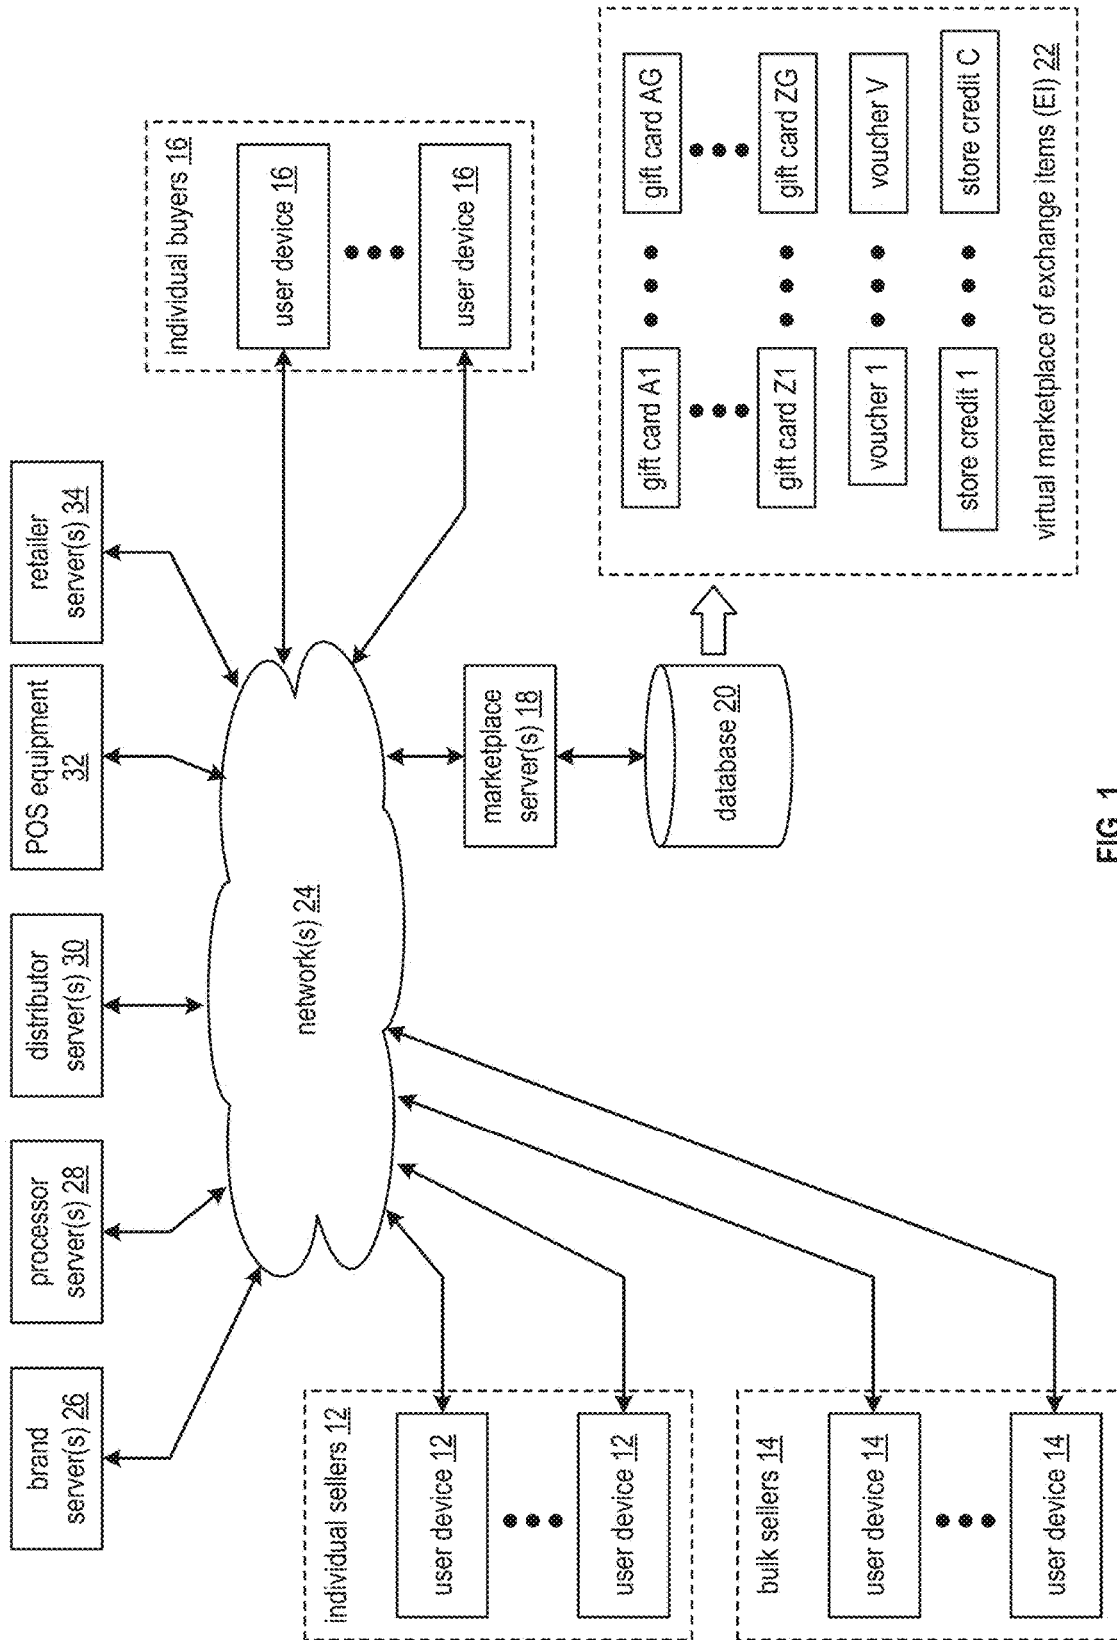 brand
server(s) 26
processor
server(s) 28
distributor
server(s) 30
POS equipment
32
retailer
server(s) 34
individual sellers 12
user device 12
user device 12
bulk sellers 14
user device 14
user device 14
network(s) 24
marketplace
server(s) 18
database 20
individual buyers 16
user device 16
user device 16
gift card A1
gift card AG
gift card Z1
gift card ZG
voucher 1
voucher V
store credit 1
store credit C
virtual marketplace of exchange items (EI) 22
FIG. 1